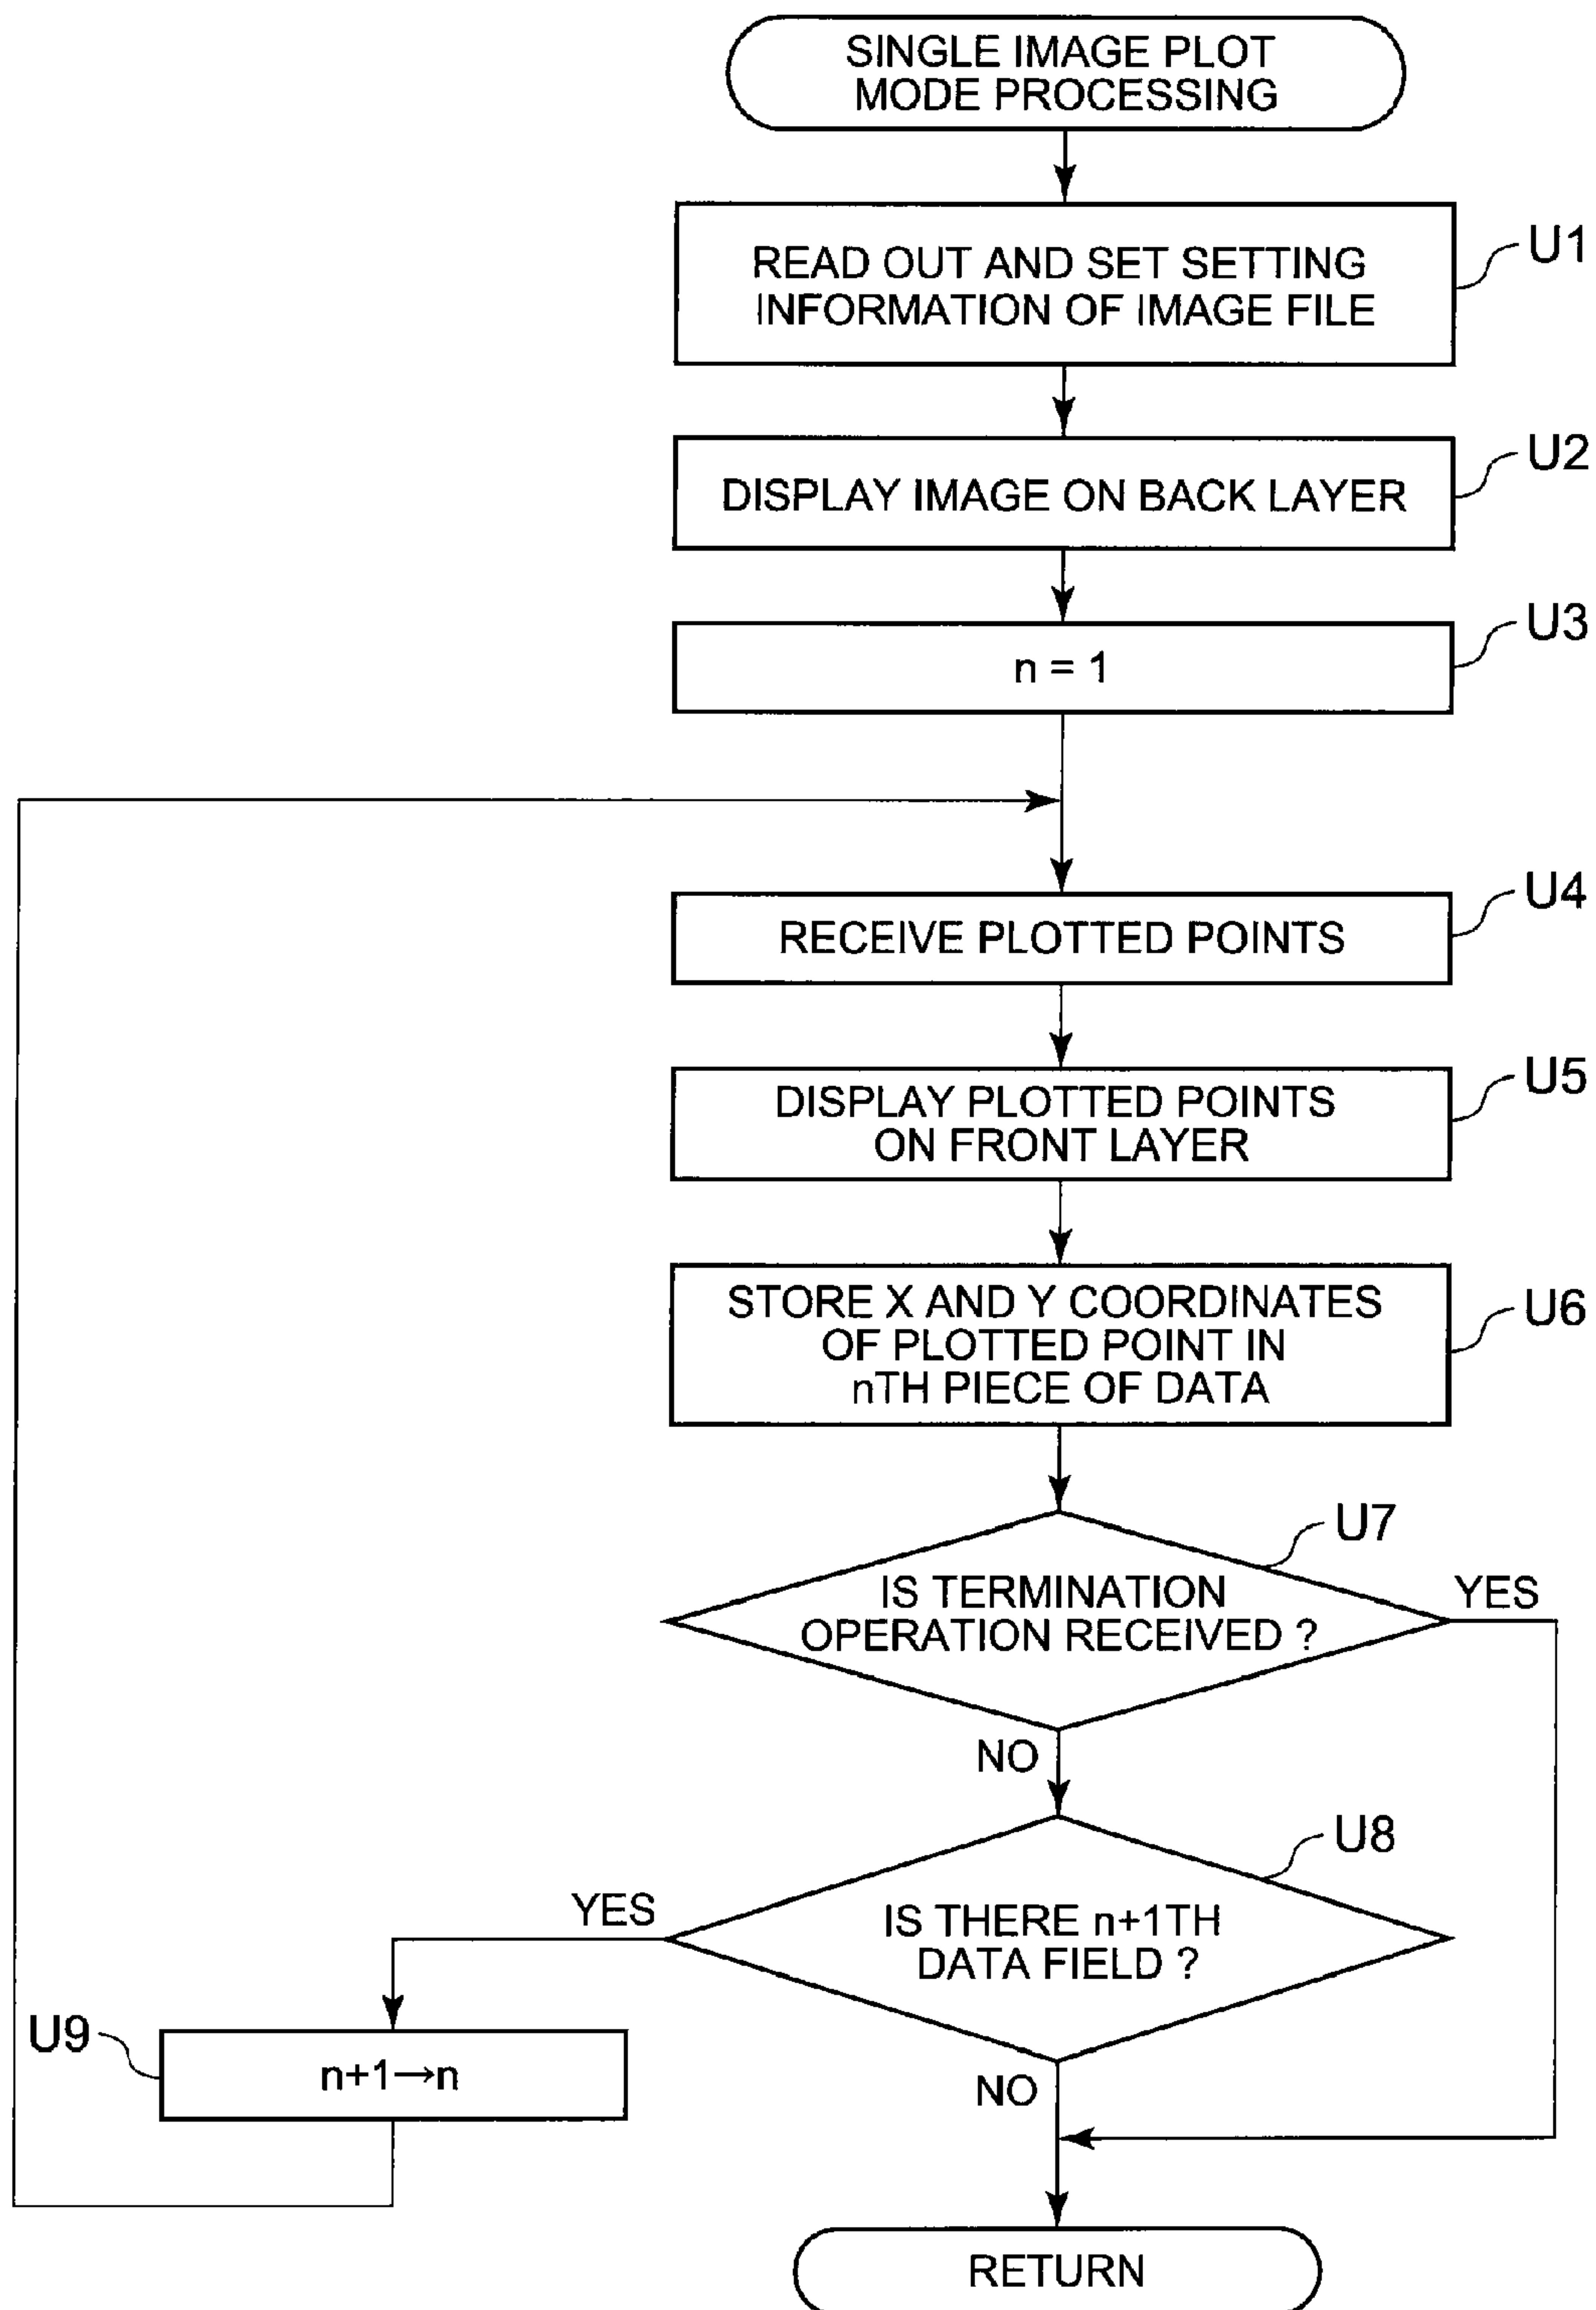 SINGLE IMAGE PLOT
MODE PROCESSING
READ OUT AND SET SETTING
INFORMATION OF IMAGE FILE
U1
DISPLAY IMAGE ON BACK LAYER
U2
n = 1
U3
RECEIVE PLOTTED POINTS
U4
DISPLAY PLOTTED POINTS
ON FRONT LAYER
U5
STORE X AND Y COORDINATES
OF PLOTTED POINT IN
nTH PIECE OF DATA
U6
U7
IS TERMINATION
OPERATION RECEIVED ?
YES
NO
U8
IS THERE n+1TH
DATA FIELD ?
YES
U9
n+1→n
NO
RETURN